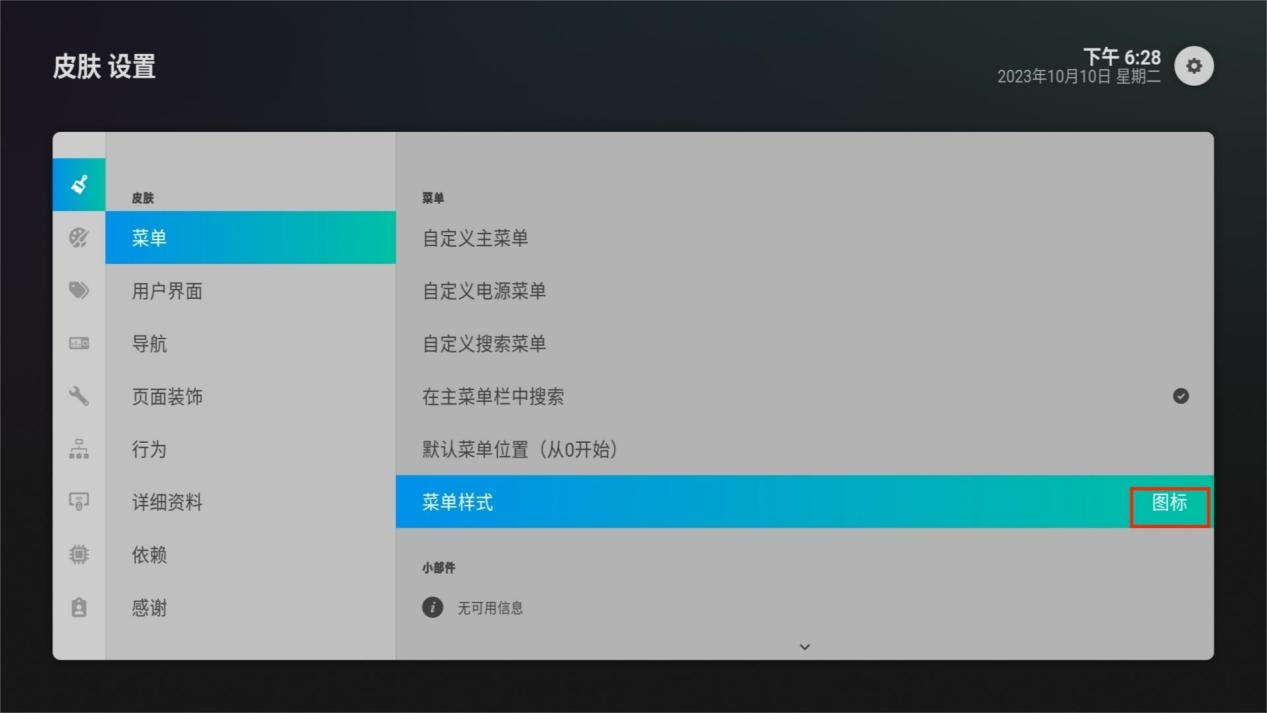 皮肤 设置
下午 6:28
2023年10月10日 星期二
皮肤
菜单
用户界面
导航
页面装饰
行为
详细资料
依赖
感谢
菜单
自定义主菜单
自定义电源菜单
自定义搜索菜单
在主菜单栏中搜索
默认菜单位置（从0开始）
菜单样式 图标
小部件
无可用信息